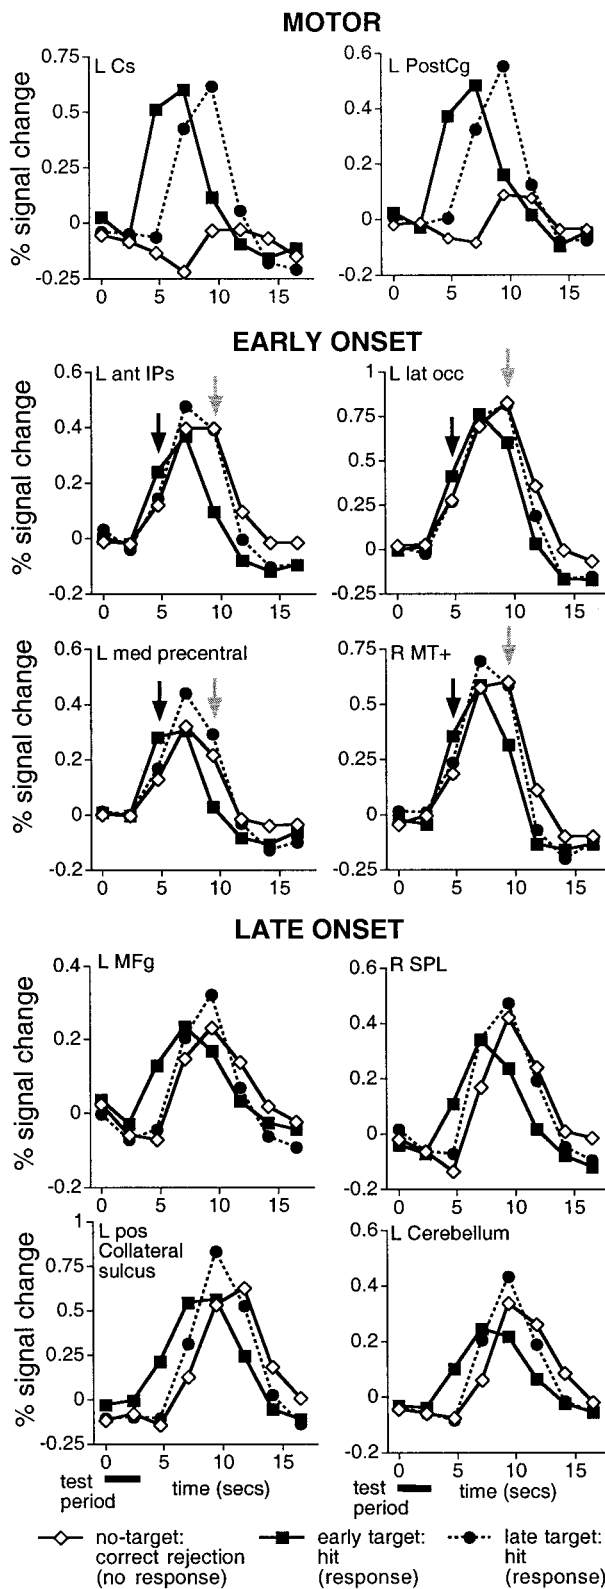 MOTOR
L Cs
L PostCg
% signal change
0.75
0.5
0.25
0
-0.25
0.6
0.4
0.2
0
-0.2
0 5 10 15
0 5 10 15
EARLY ONSET
L ant IPs
L lat occ
% signal change
0.6
0.4
0.2
0
-0.2
1
0.75
0.5
0.25
0
-0.25
0 5 10 15
0 5 10 15
L med precentral
R MT+
% signal change
0.6
0.4
0.2
0
-0.2
0.75
0.5
0.25
0
-0.25
0 5 10 15
0 5 10 15
LATE ONSET
L MFg
R SPL
% signal change
0.4
0.2
0
-0.2
0.6
0.4
0.2
0
-0.2
0 5 10 15
0 5 10 15
L pos
Collateral
sulcus
L Cerebellum
% signal change
1
0.75
0.5
0.25
0
-0.25
0.6
0.4
0.2
0
-0.2
0 5 10 15
0 5 10 15
test
period
time (secs)
test
period
time (secs)
no-target:
correct rejection
(no response)
early target:
hit
(response)
late target:
hit
(response)